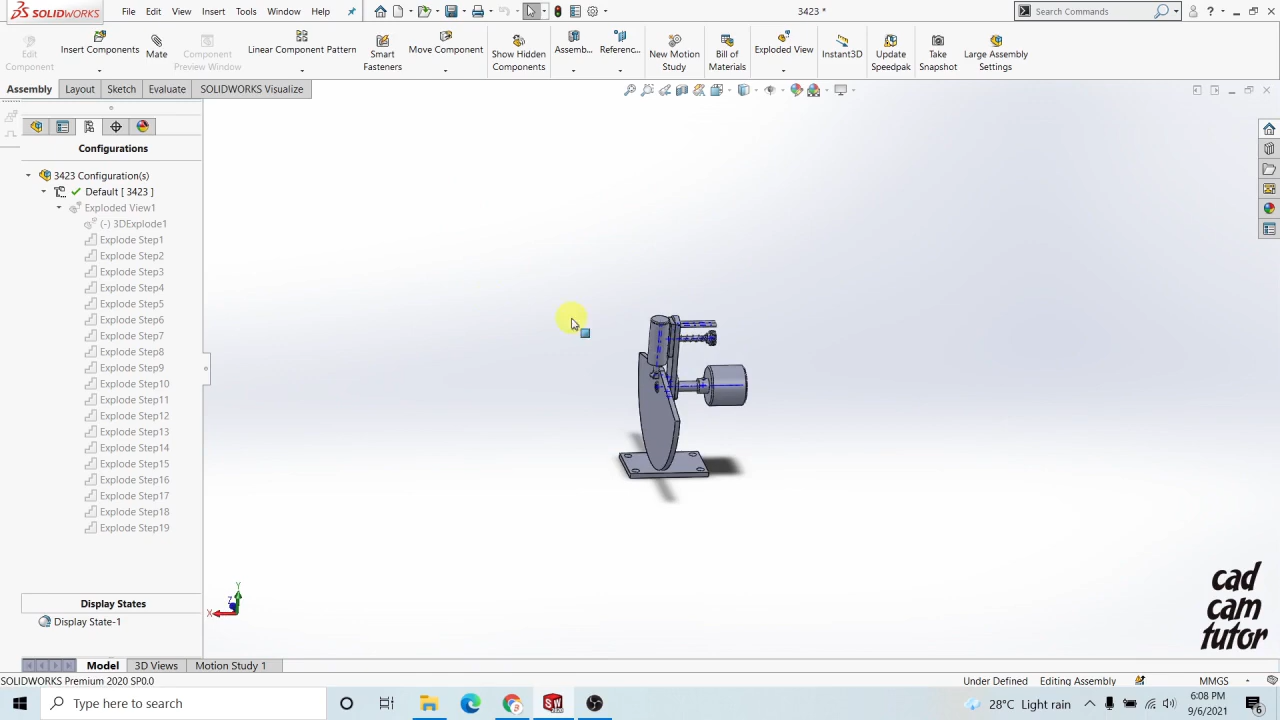 SOLIDWORKS File Edit View Insert Tools Window Help 3423 * Search Commands
Edit Component
Insert Components
Mate
Component Preview Window
Linear Component Pattern
Smart Fasteners
Move Component
Show Hidden Components
Assemb...
Referenc...
New Motion Study
Bill of Materials
Exploded View
Instant3D
Update Speedpak
Take Snapshot
Large Assembly Settings
Assembly Layout Sketch Evaluate SOLIDWORKS Visualize
Configurations
3423 Configuration(s)
Default [ 3423 ]
Exploded View1
(-) 3DExplode1
Explode Step1
Explode Step2
Explode Step3
Explode Step4
Explode Step5
Explode Step6
Explode Step7
Explode Step8
Explode Step9
Explode Step10
Explode Step11
Explode Step12
Explode Step13
Explode Step14
Explode Step15
Explode Step16
Explode Step17
Explode Step18
Explode Step19
Y
Z
X
cad
cam
tutor
Display States
Display State-1
Model 3D Views Motion Study 1
SOLIDWORKS Premium 2020 SP0.0 Under Defined Editing Assembly MMGS
Type here to search 28°C Light rain 6:08 PM
9/6/2021 6